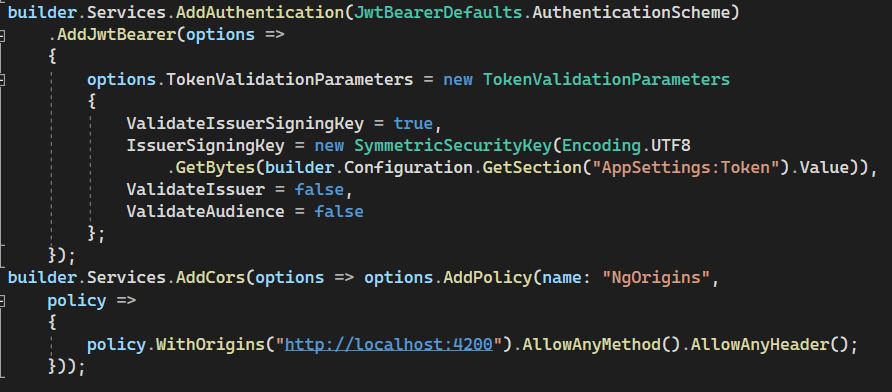 builder.Services.AddAuthentication(JwtBearerDefaults.AuthenticationScheme)
.AddJwtBearer(options =>
{
options.TokenValidationParameters = new TokenValidationParameters
{
ValidateIssuerSigningKey = true,
IssuerSigningKey = new SymmetricSecurityKey(Encoding.UTF8
.GetBytes(builder.Configuration.GetSection("AppSettings:Token").Value)),
ValidateIssuer = false,
ValidateAudience = false
};
});
builder.Services.AddCors(options => options.AddPolicy(name: "NgOrigins",
policy =>
{
policy.WithOrigins("http://localhost:4200").AllowAnyMethod().AllowAnyHeader();
}));